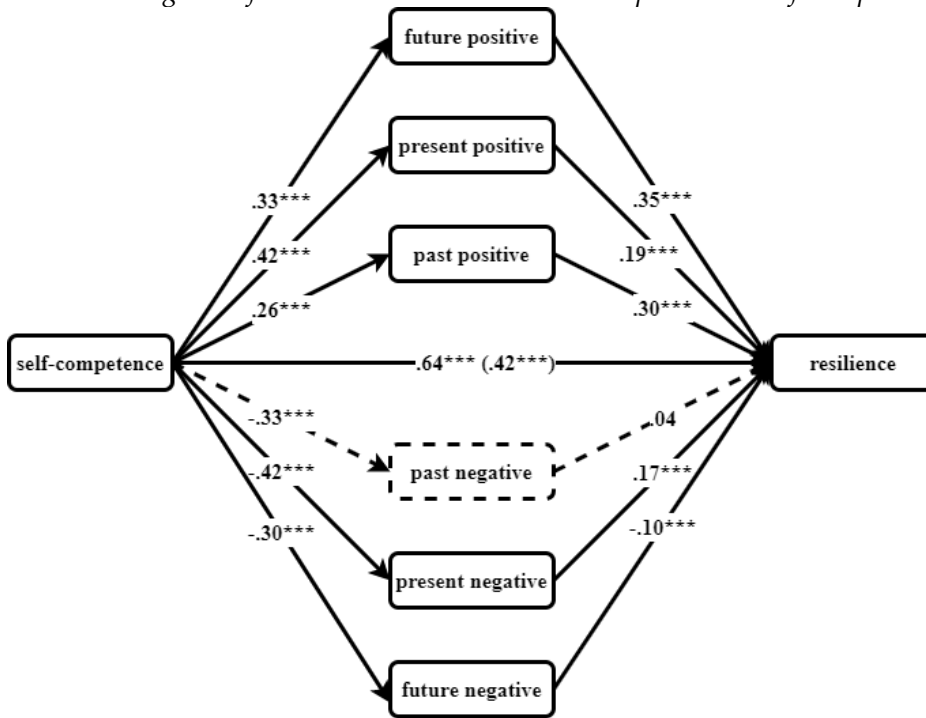 future positive
present positive
.33***
.35***
.42***
.19***
past positive
.26***
.30***
self-competence
.64*** (.42***)
resilience
-.33***
.04
past negative
-.42***
.17***
-.30***
-.10***
present negative
future negative